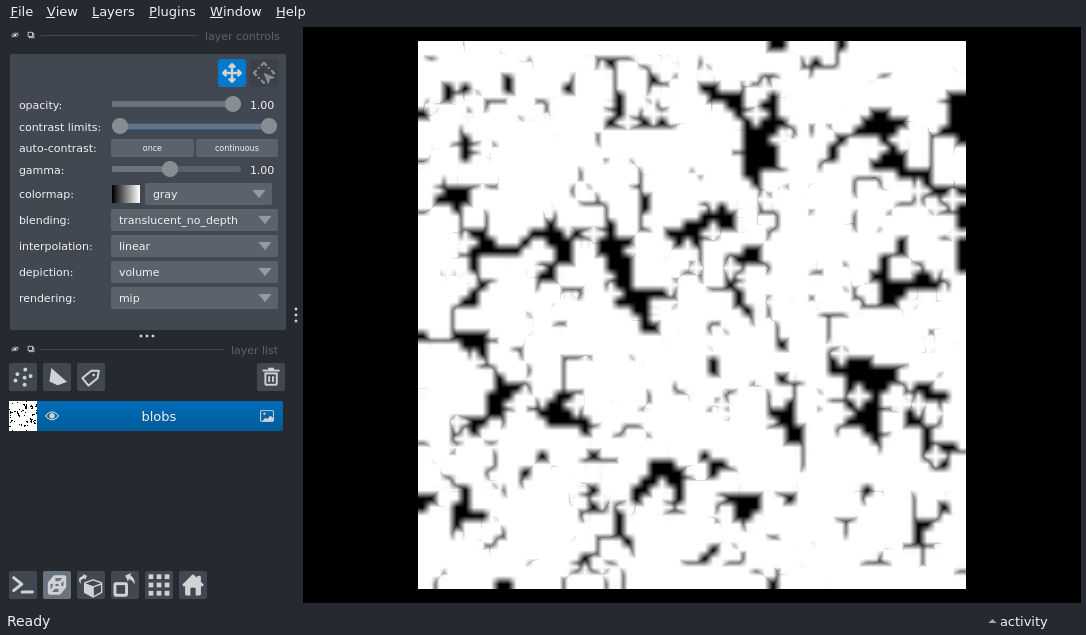 File View Layers Plugins Window Help
layer controls
opacity: 1.00
contrast limits:
auto-contrast: once continuous
gamma: 1.00
colormap: gray
blending: translucent_no_depth
interpolation: linear
depiction: volume
rendering: mip
layer list
blobs
Ready
activity